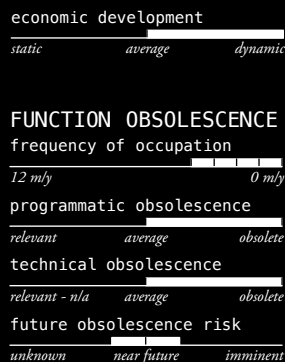 economic development
static average dynamic
FUNCTION OBSOLESCENCE
frequency of occupation
12 m/y 0 m/y
programmatic obsolescence
relevant average obsolete
technical obsolescence
relevant - n/a average obsolete
future obsolescence risk
unknown near future imminent